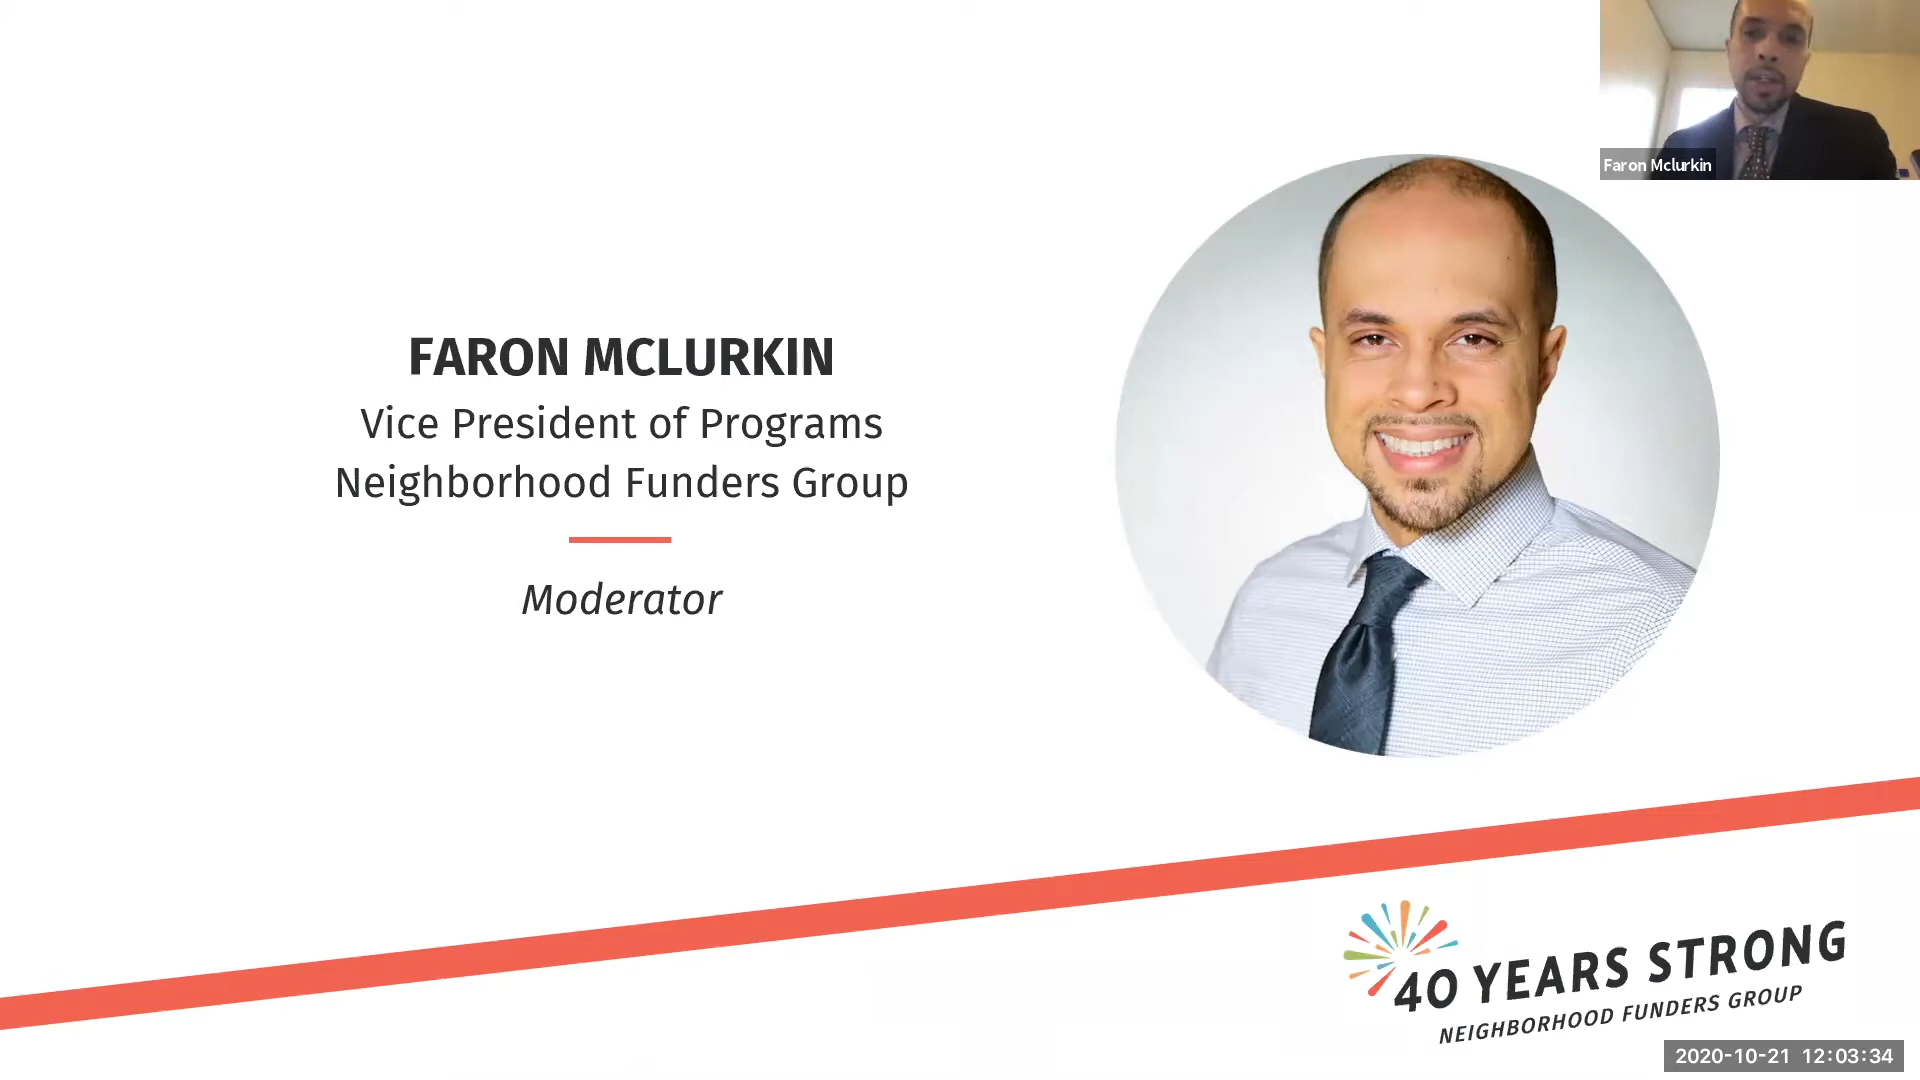 Faron Mclurkin
FARON MCLURKIN
Vice President of Programs
Neighborhood Funders Group
Moderator
40 YEARS STRONG
NEIGHBORHOOD FUNDERS GROUP
2020-10-21 12:03:34